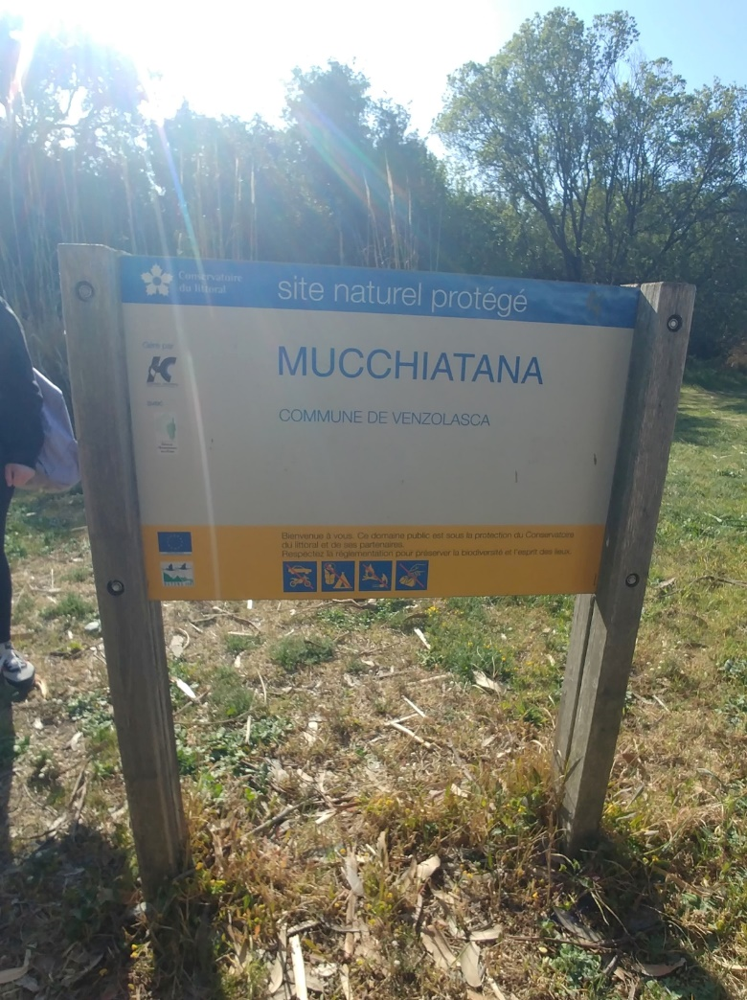 Conservatoire
du littoral
site naturel protégé
Géré par
MUCCHIATANA
COMMUNE DE VENZOLASCA
Bienvenue à vous. Ce domaine public est sous la protection du Conservatoire
du littoral et de ses partenaires.
Respectez la réglementation pour préserver la biodiversité et l'esprit des lieux.